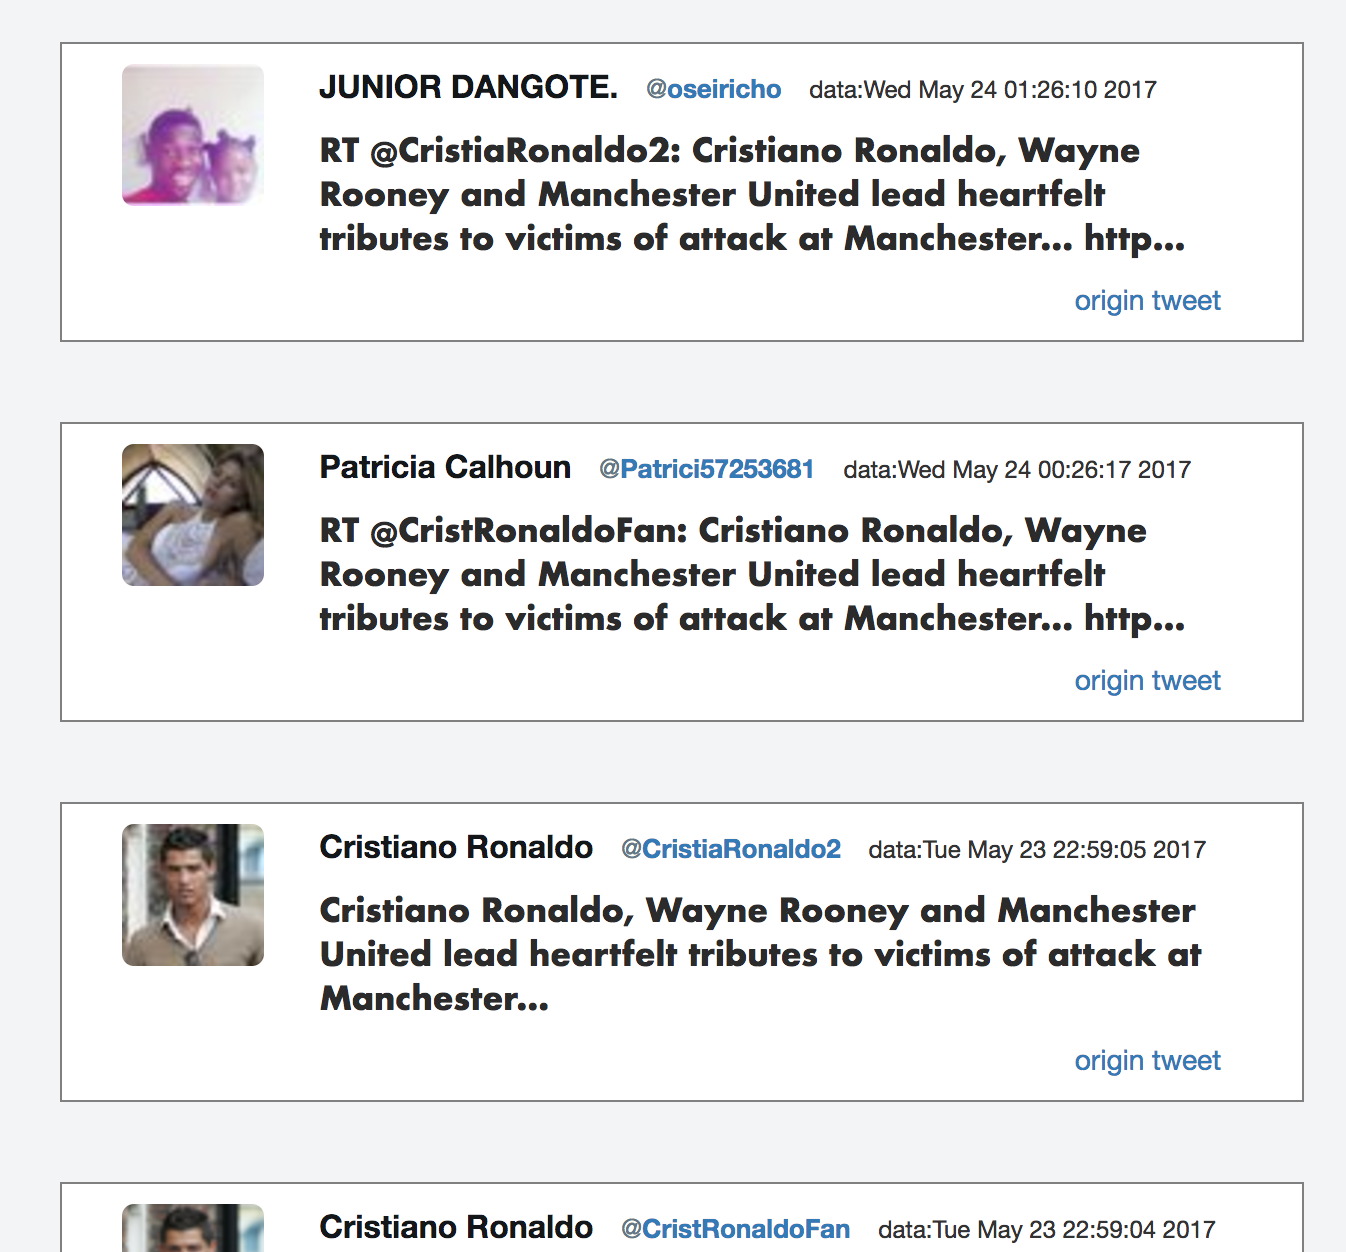 JUNIOR DANGOTE. @oseiricho data:Wed May 24 01:26:10 2017
RT @CristiaRonaldo2: Cristiano Ronaldo, Wayne
Rooney and Manchester United lead heartfelt
tributes to victims of attack at Manchester... http...
origin tweet
Patricia Calhoun @Patrici57253681 data:Wed May 24 00:26:17 2017
RT @CristRonaldoFan: Cristiano Ronaldo, Wayne
Rooney and Manchester United lead heartfelt
tributes to victims of attack at Manchester... http...
origin tweet
Cristiano Ronaldo @CristiaRonaldo2 data:Tue May 23 22:59:05 2017
Cristiano Ronaldo, Wayne Rooney and Manchester
United lead heartfelt tributes to victims of attack at
Manchester...
origin tweet
Cristiano Ronaldo @CristRonaldoFan data:Tue May 23 22:59:04 2017